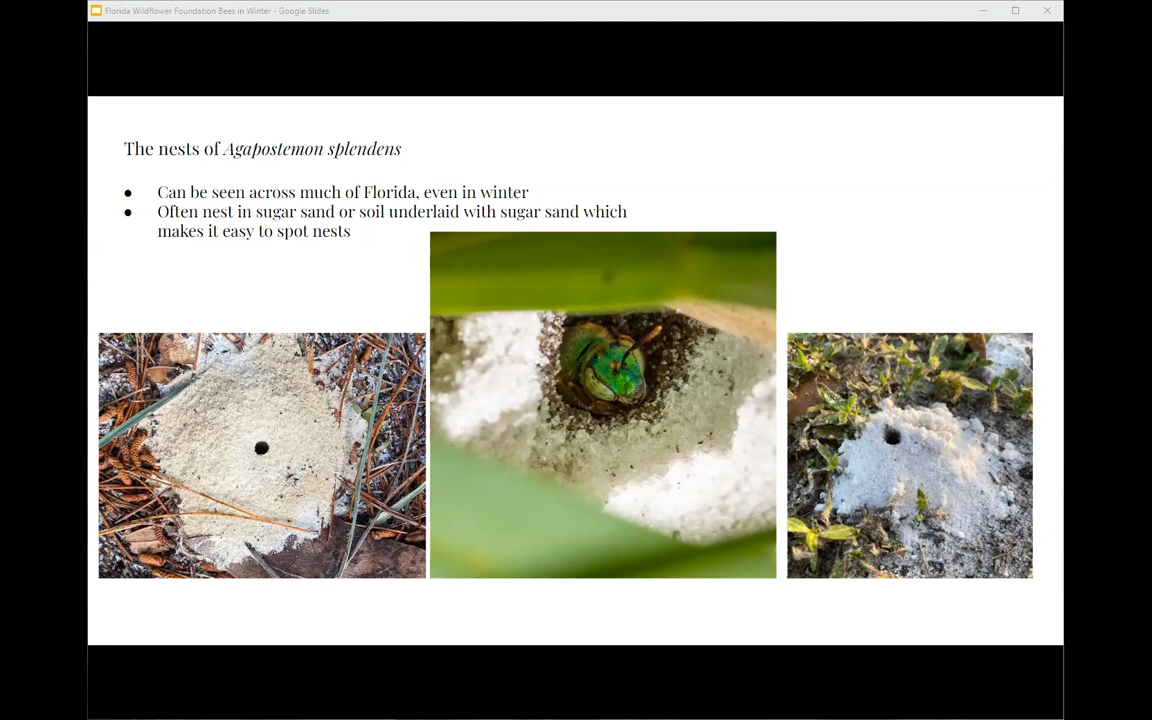 Florida Wildflower Foundation Bees in Winter - Google Slides
The nests of Agapostemon splendens
● Can be seen across much of Florida, even in winter
● Often nest in sugar sand or soil underlaid with sugar sand which
makes it easy to spot nests